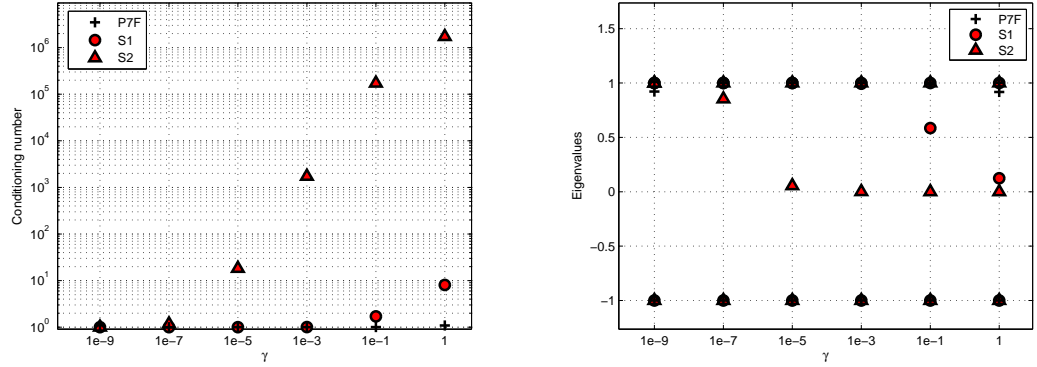 P7F
S1
S2
10^6
10^5
10^4
10^3
10^2
10^1
10^0
Conditioning number
1e−9 1e−7 1e−5 1e−3 1e−1 1
γ
P7F
S1
S2
1.5
1
0.5
0
−0.5
−1
Eigenvalues
1e−9 1e−7 1e−5 1e−3 1e−1 1
γ